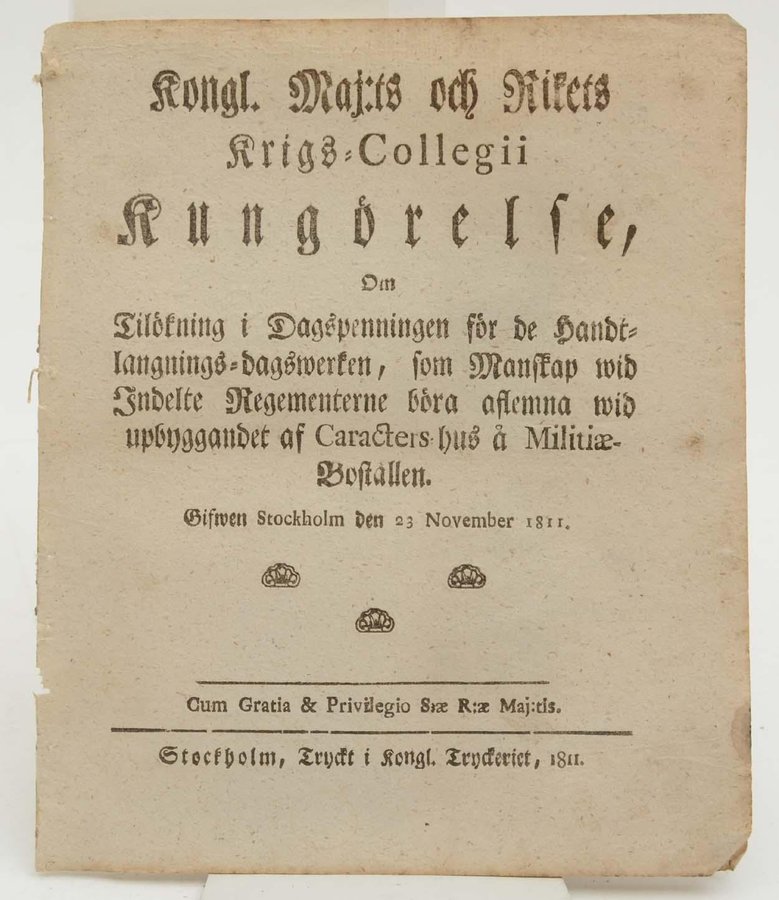 Kongl. Maj:ts och Rikets
Krigs-Collegii
Kungörelse,
Om
Tilökning i Dagspenningen för de Handt-
langnings-dagswerken, som Manskap wid
Indelte Regementerne böra aflemna wid
upbyggandet af Caracters-hus å Militiæ-
Boställen.
Gifwen Stockholm den 23 November 1811.
Cum Gratia & Privilegio S:æ R:æ Maj:tis.
Stockholm, Tryckt i Kongl. Tryckeriet, 1811.